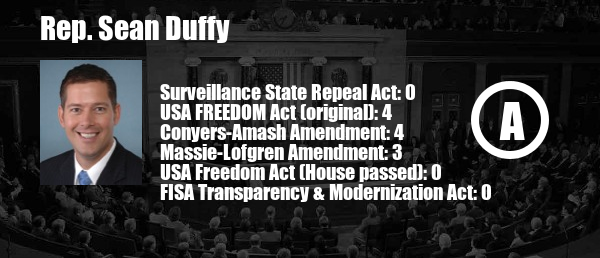 Rep. Sean Duffy
Surveillance State Repeal Act: 0
USA FREEDOM Act (original): 4
Conyers-Amash Amendment: 4
Massie-Lofgren Amendment: 3
USA Freedom Act (House passed): 0
FISA Transparency & Modernization Act: 0
A